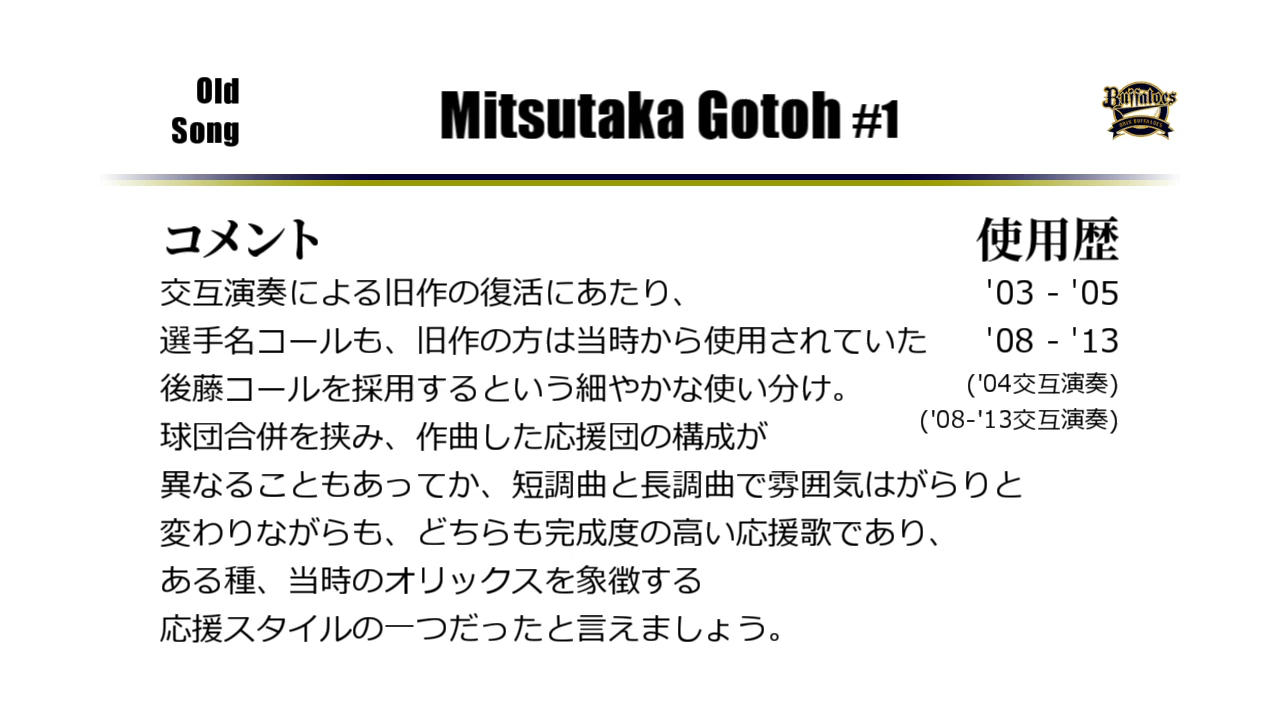 Old
Song
Mitsutaka Gotoh #1
Buffaloes
ORIX BUFFALOES
コメント
使用歴
交互演奏による旧作の復活にあたり、
'03 - '05
選手名コールも、旧作の方は当時から使用されていた
'08 - '13
後藤コールを採用するという細やかな使い分け。
('04交互演奏)
('08-'13交互演奏)
球団合併を挟み、作曲した応援団の構成が
異なることもあってか、短調曲と長調曲で雰囲気はがらりと
変わりながらも、どちらも完成度の高い応援歌であり、
ある種、当時のオリックスを象徴する
応援スタイルの一つだったと言えましょう。